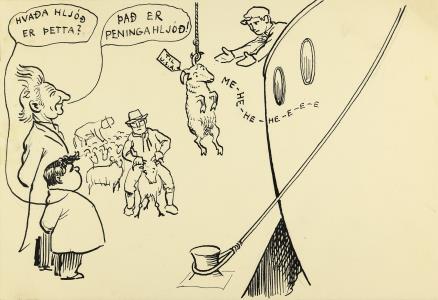 HVAÐA HLJÓÐ
ER ÞETTA?
ÞAÐ ER
PENINGAHLJÓÐ!
ME-
HE-
HE-HE-E-E-E